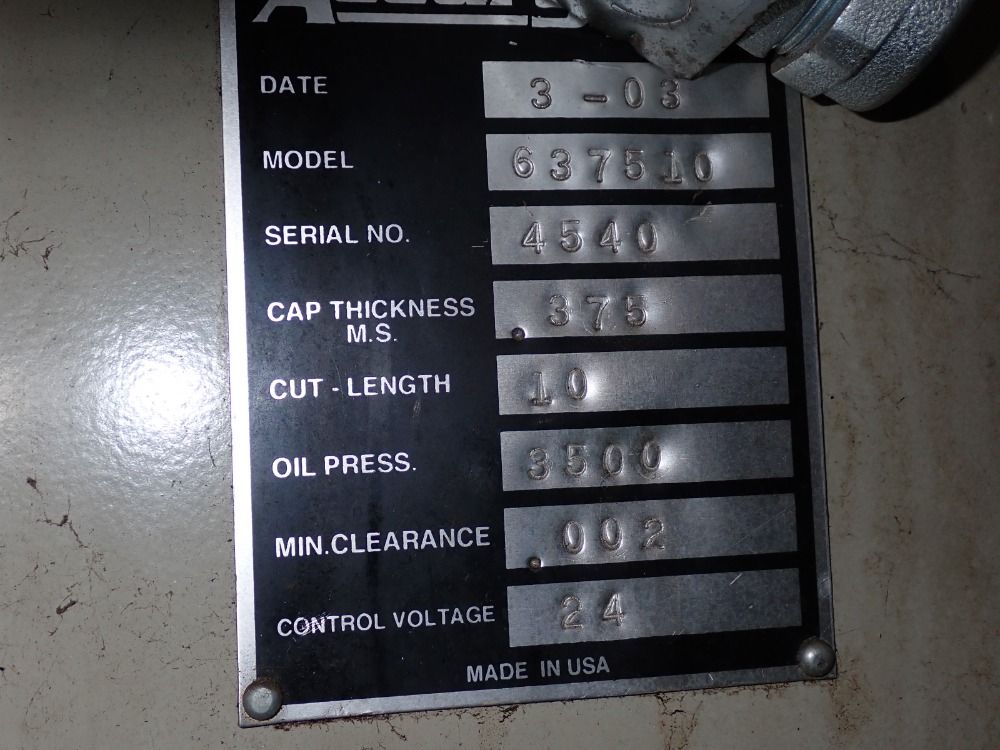 DATE 3-03
MODEL 637510
SERIAL NO. 4540
CAP THICKNESS .375
M.S.
CUT - LENGTH 10
OIL PRESS. 3500
MIN.CLEARANCE .002
CONTROL VOLTAGE 24
MADE IN USA